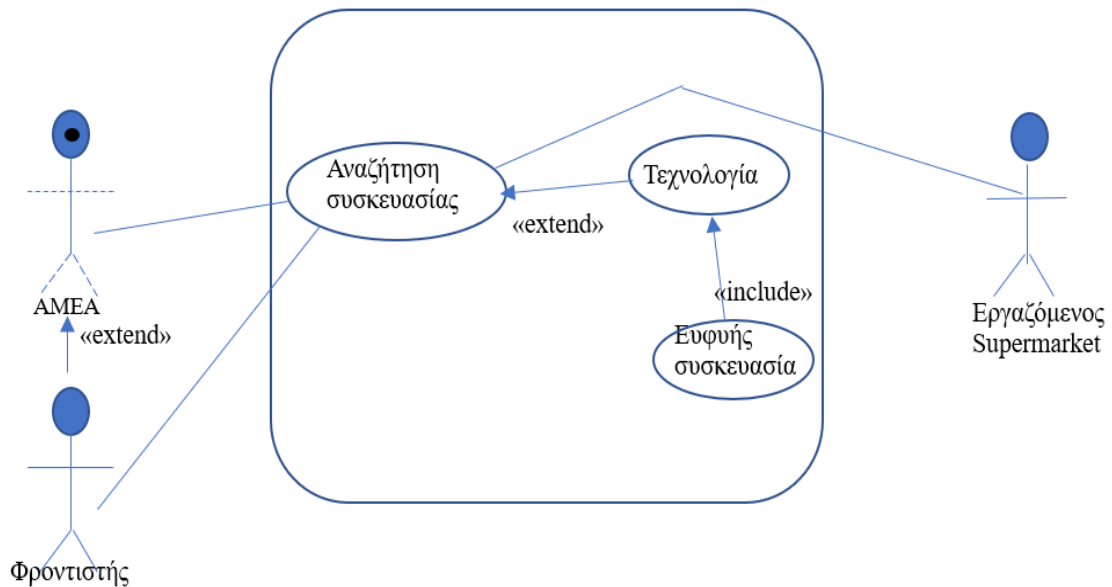 Αναζήτηση
συσκευασίας
Τεχνολογία
«extend»
«include»
Ευφυής
συσκευασία
ΑΜΕΑ
«extend»
Φροντιστής
Εργαζόμενος
Supermarket